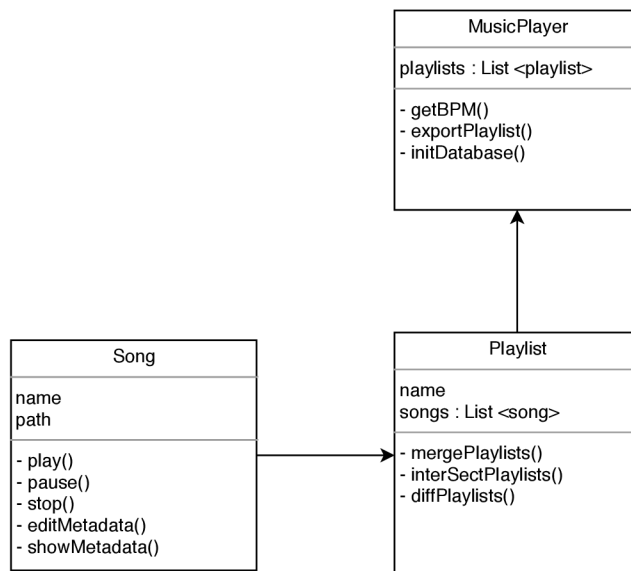 MusicPlayer
playlists : List <playlist>
- getBPM()
- exportPlaylist()
- initDatabase()
Song
name
path
- play()
- pause()
- stop()
- editMetadata()
- showMetadata()
Playlist
name
songs : List <song>
- mergePlaylists()
- interSectPlaylists()
- diffPlaylists()